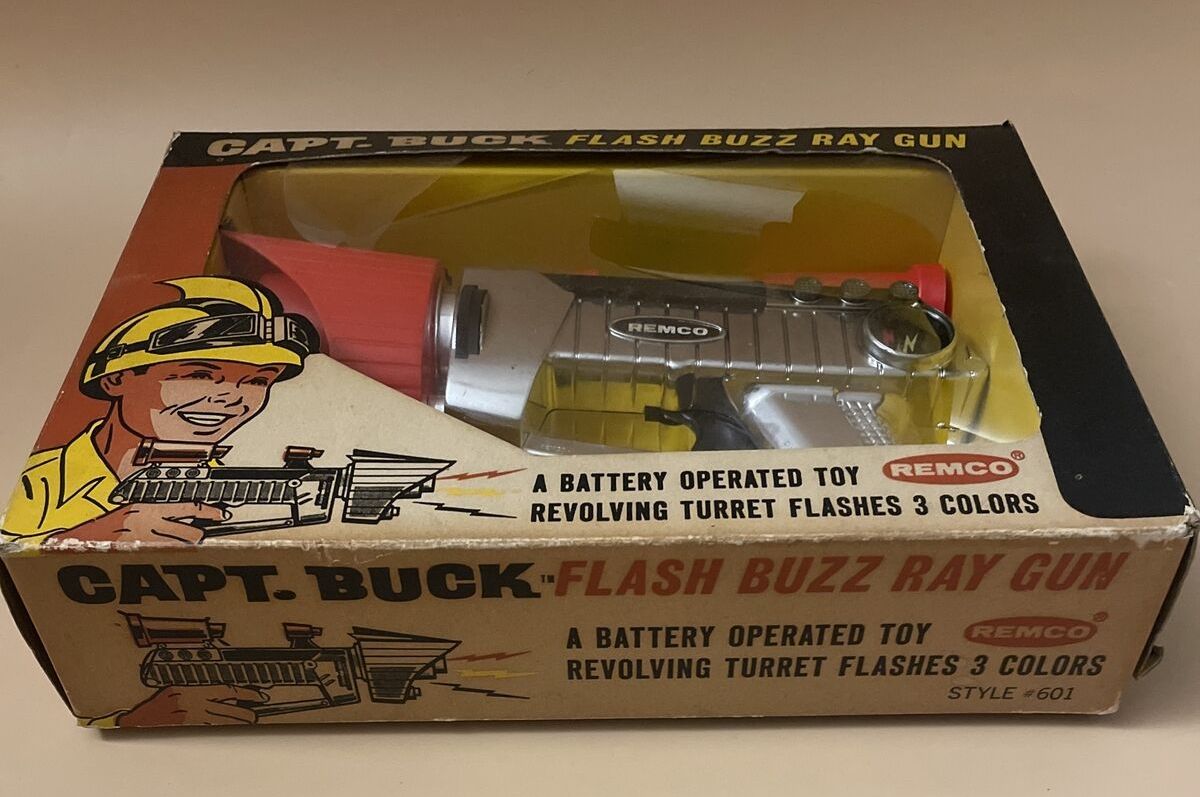 CAPT. BUCK FLASH BUZZ RAY GUN
REMCO
N
A BATTERY OPERATED TOY REMCO®
REVOLVING TURRET FLASHES 3 COLORS
CAPT. BUCK™ FLASH BUZZ RAY GUN
A BATTERY OPERATED TOY REMCO®
REVOLVING TURRET FLASHES 3 COLORS
STYLE #601